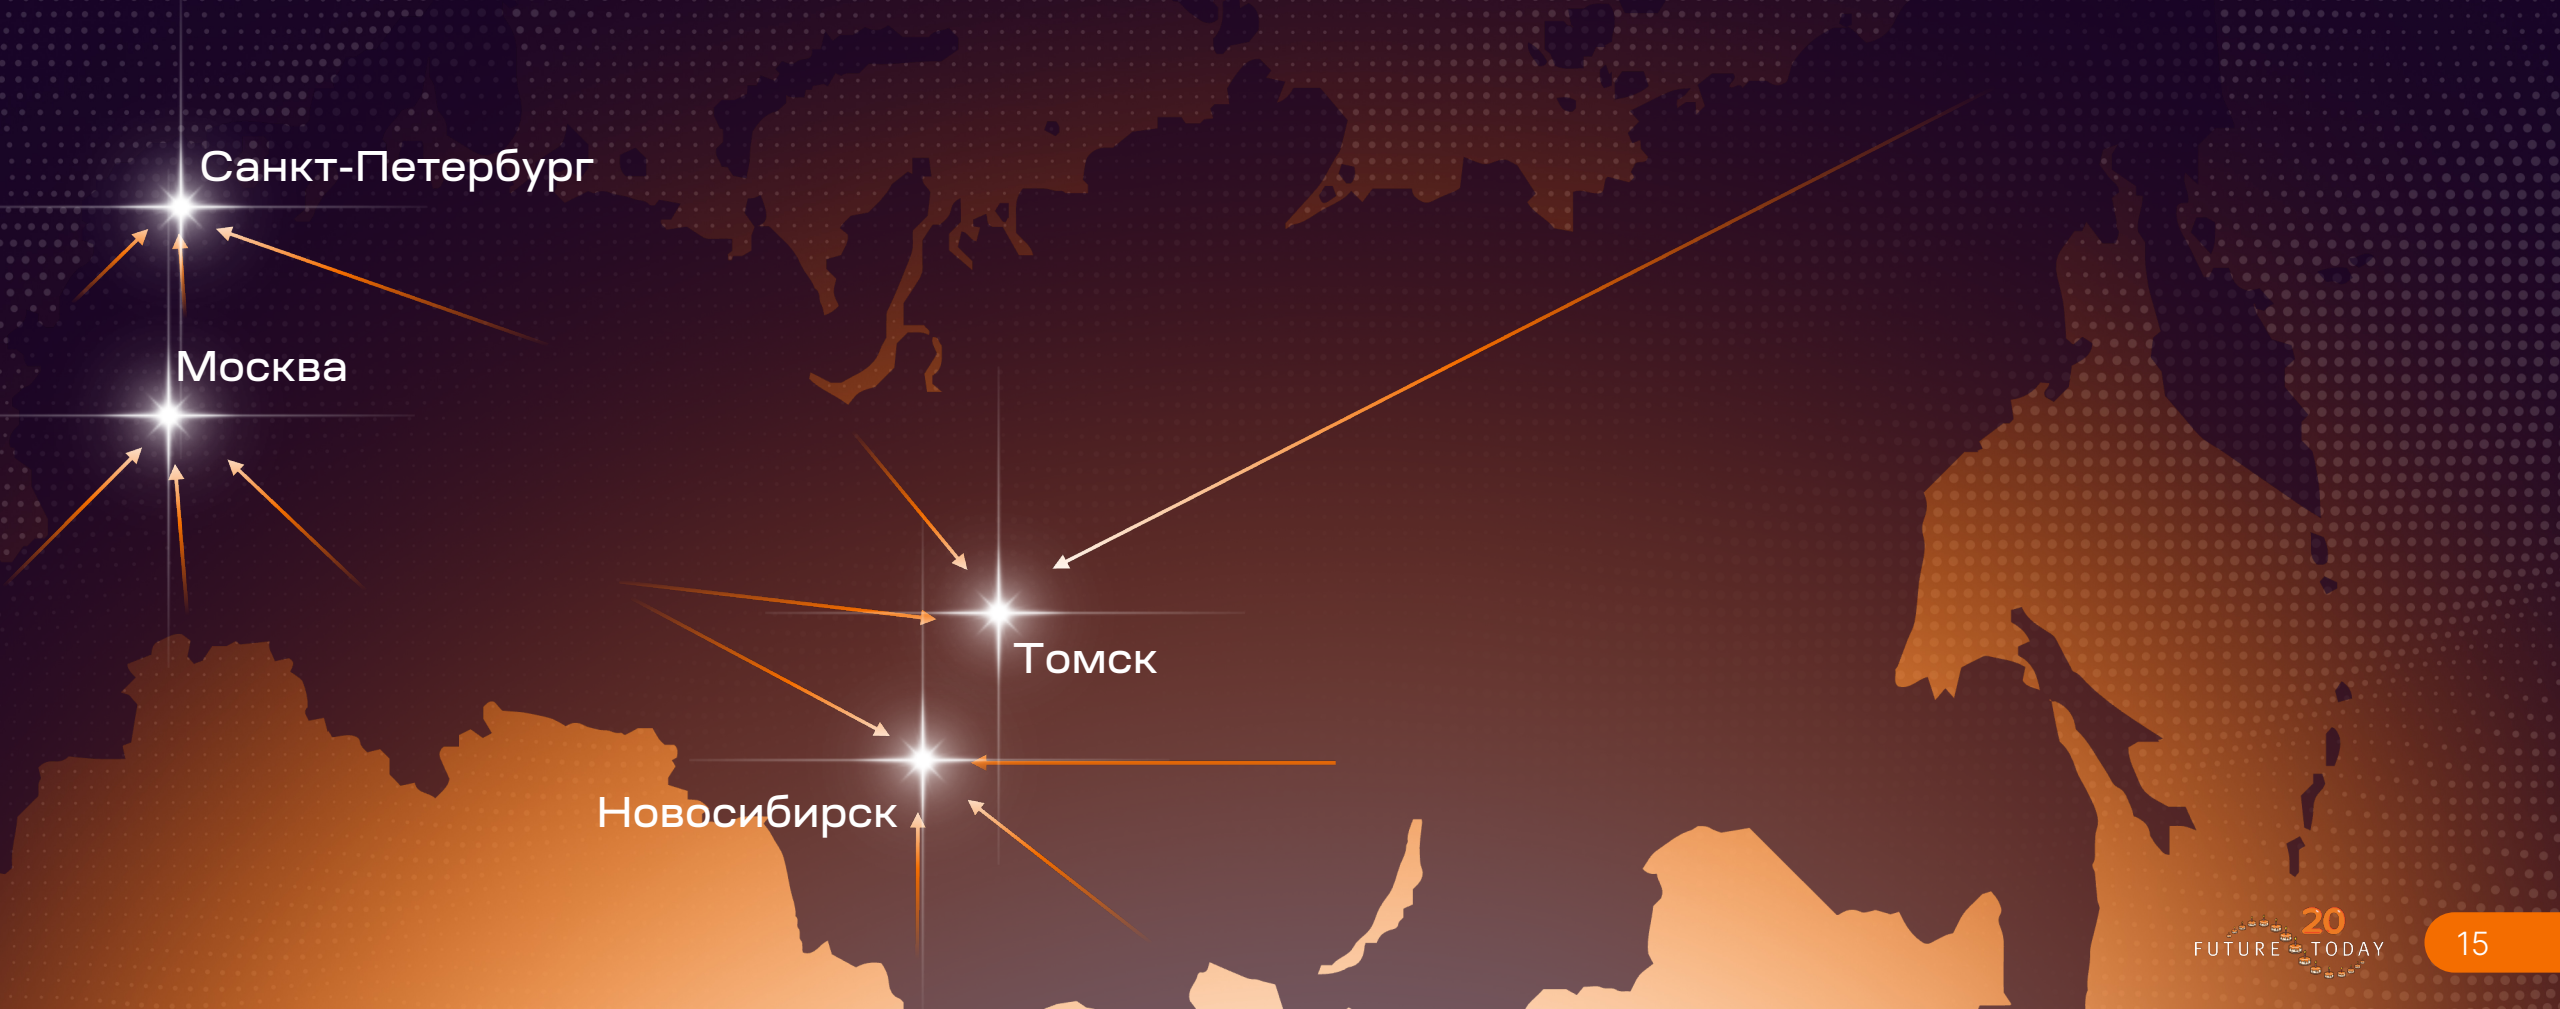 Санкт-Петербург
Москва
Томск
Новосибирск
20
FUTURE TODAY
15